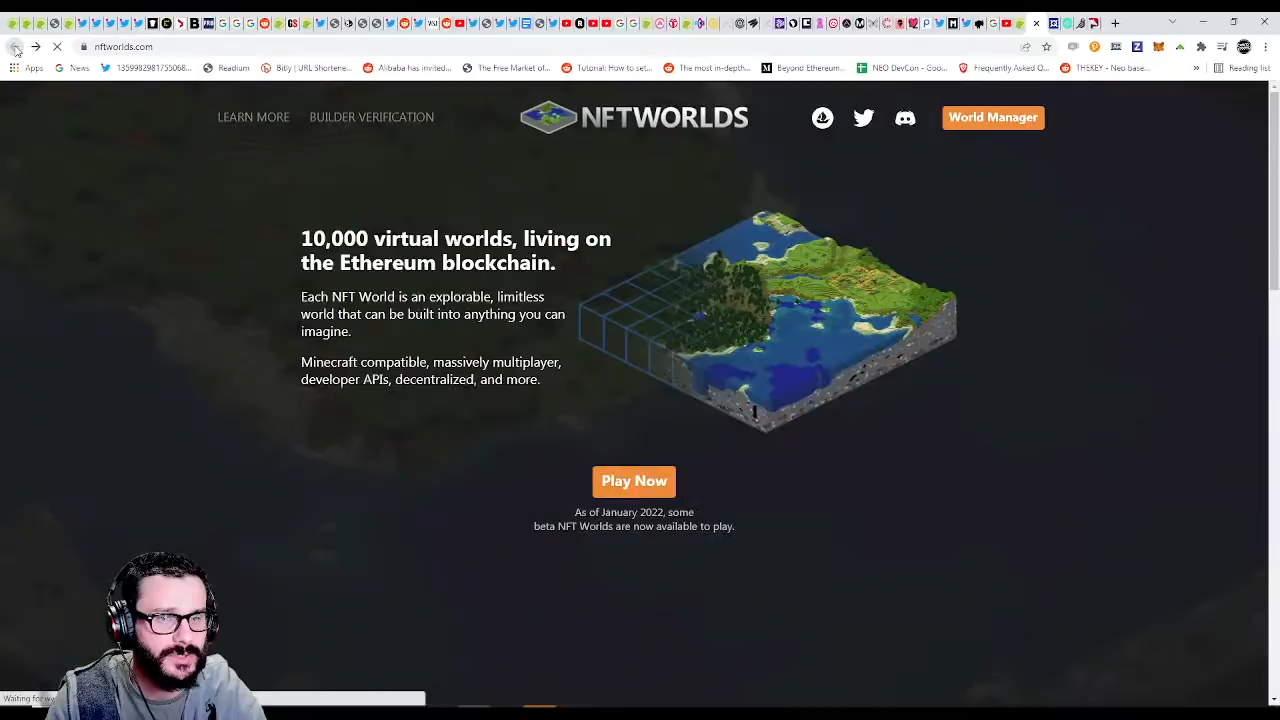 nftworlds.com
Apps
News
1359982981755068...
Readium
Bitly | URL Shortene...
Alibaba has invited...
The Free Market of...
Tutorial: How to set...
The most in-depth...
Beyond Ethereum...
NEO DevCon - Goo...
Frequently Asked Q...
THEKEY - Neo base...
»
Reading list
LEARN MORE
BUILDER VERIFICATION
NFTWORLDS
World Manager
10,000 virtual worlds, living on
the Ethereum blockchain.
Each NFT World is an explorable, limitless
world that can be built into anything you can
imagine.
Minecraft compatible, massively multiplayer,
developer APIs, decentralized, and more.
Play Now
As of January 2022, some
beta NFT Worlds are now available to play.
Waiting for